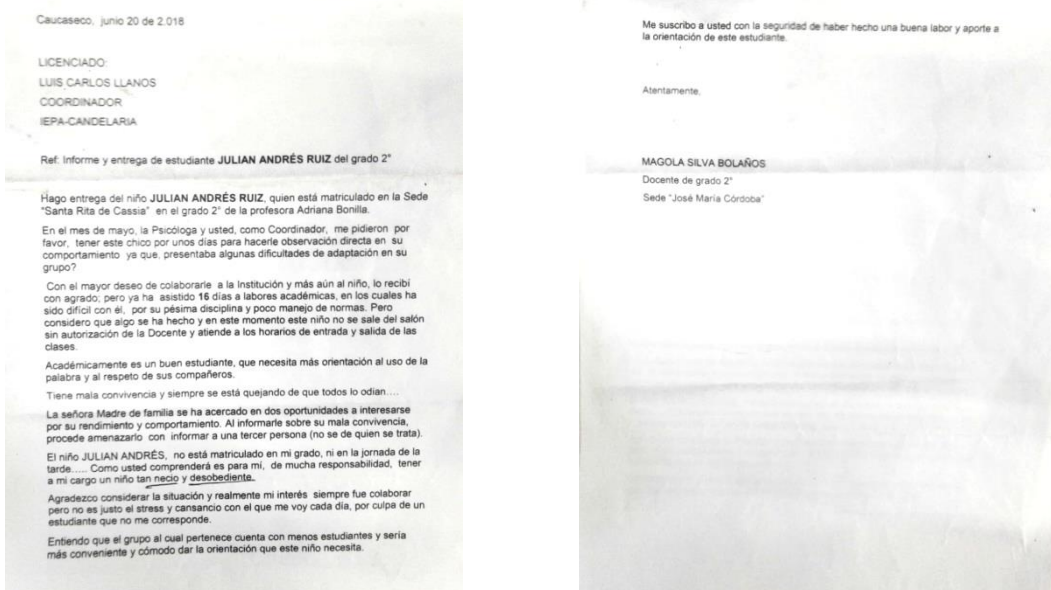 Caucaseco, junio 20 de 2.018
LICENCIADO:
LUIS CARLOS LLANOS
COORDINADOR
IEPA-CANDELARIA
Ref: Informe y entrega de estudiante JULIAN ANDRÉS RUIZ del grado 2°
Hago entrega del niño JULIAN ANDRÉS RUIZ, quien está matriculado en la Sede
"Santa Rita de Cassia" en el grado 2° de la profesora Adriana Bonilla.
En el mes de mayo, la Psicóloga y usted, como Coordinador, me pidieron por
favor, tener este chico por unos días para hacerle observación directa en su
comportamiento ya que, presentaba algunas dificultades de adaptación en su
grupo?
Con el mayor deseo de colaborarle a la Institución y más aún al niño, lo recibí
con agrado; pero ya ha asistido 16 días a labores académicas, en los cuales ha
sido difícil con él, por su pésima disciplina y poco manejo de normas. Pero
considero que algo se ha hecho y en este momento este niño no se sale del salón
sin autorización de la Docente y atiende a los horarios de entrada y salida de las
clases.
Académicamente es un buen estudiante, que necesita más orientación al uso de la
palabra y al respeto de sus compañeros.
Tiene mala convivencia y siempre se está quejando de que todos lo odian....
La señora Madre de familia se ha acercado en dos oportunidades a interesarse
por su rendimiento y comportamiento. Al informarle sobre su mala convivencia,
procede amenazarlo con informar a una tercer persona (no se de quien se trata).
El niño JULIAN ANDRÉS, no está matriculado en mi grado, ni en la jornada de la
tarde..... Como usted comprenderá es para mí, de mucha responsabilidad, tener
a mi cargo un niño tan necio y desobediente.
Agradezco considerar la situación y realmente mi interés siempre fue colaborar
pero no es justo el stress y cansancio con el que me voy cada día, por culpa de un
estudiante que no me corresponde.
Entiendo que el grupo al cual pertenece cuenta con menos estudiantes y sería
más conveniente y cómodo dar la orientación que este niño necesita.
Me suscribo a usted con la seguridad de haber hecho una buena labor y aporte a
la orientación de este estudiante.
Atentamente,
MAGOLA SILVA BOLAÑOS
Docente de grado 2°
Sede "José María Córdoba"